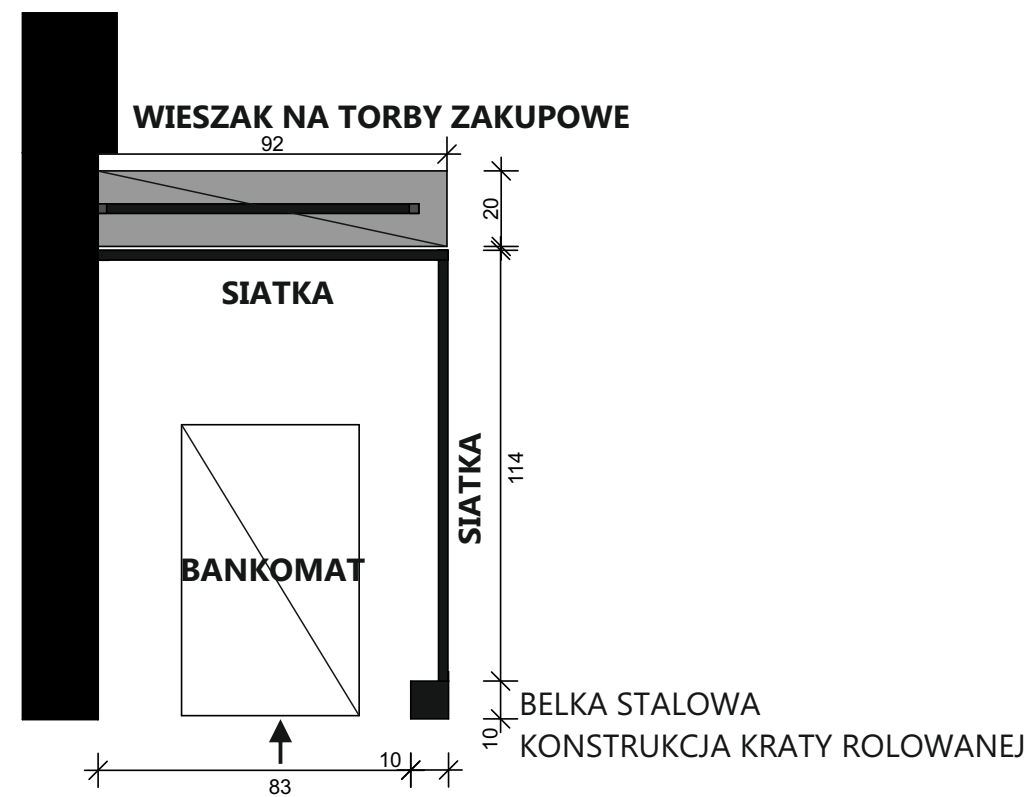 WIESZAK NA TORBY ZAKUPOWE
92
20
SIATKA
SIATKA
114
BANKOMAT
BELKA STALOWA
KONSTRUKCJA KRATY ROLOWANEJ
10
10
83